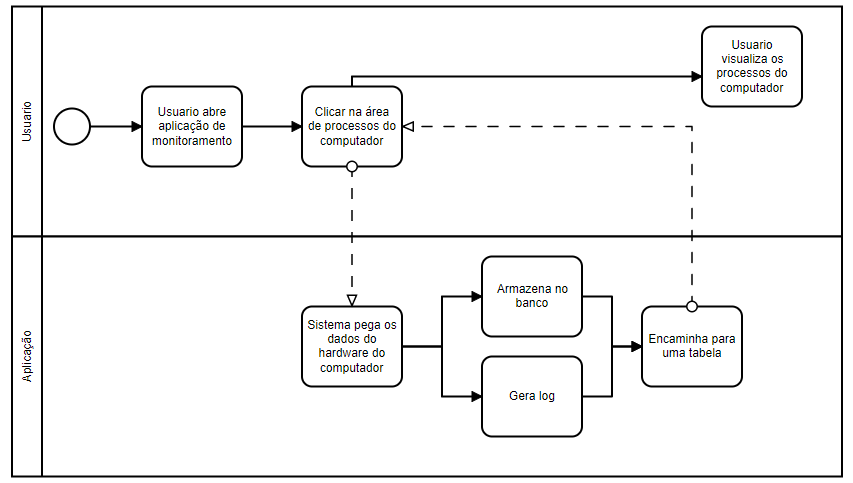 Usuario
Usuario abre
aplicação de
monitoramento
Clicar na área
de processos do
computador
Usuario
visualiza os
processos do
computador
Aplicação
Sistema pega os
dados do
hardware do
computador
Armazena no
banco
Gera log
Encaminha para
uma tabela